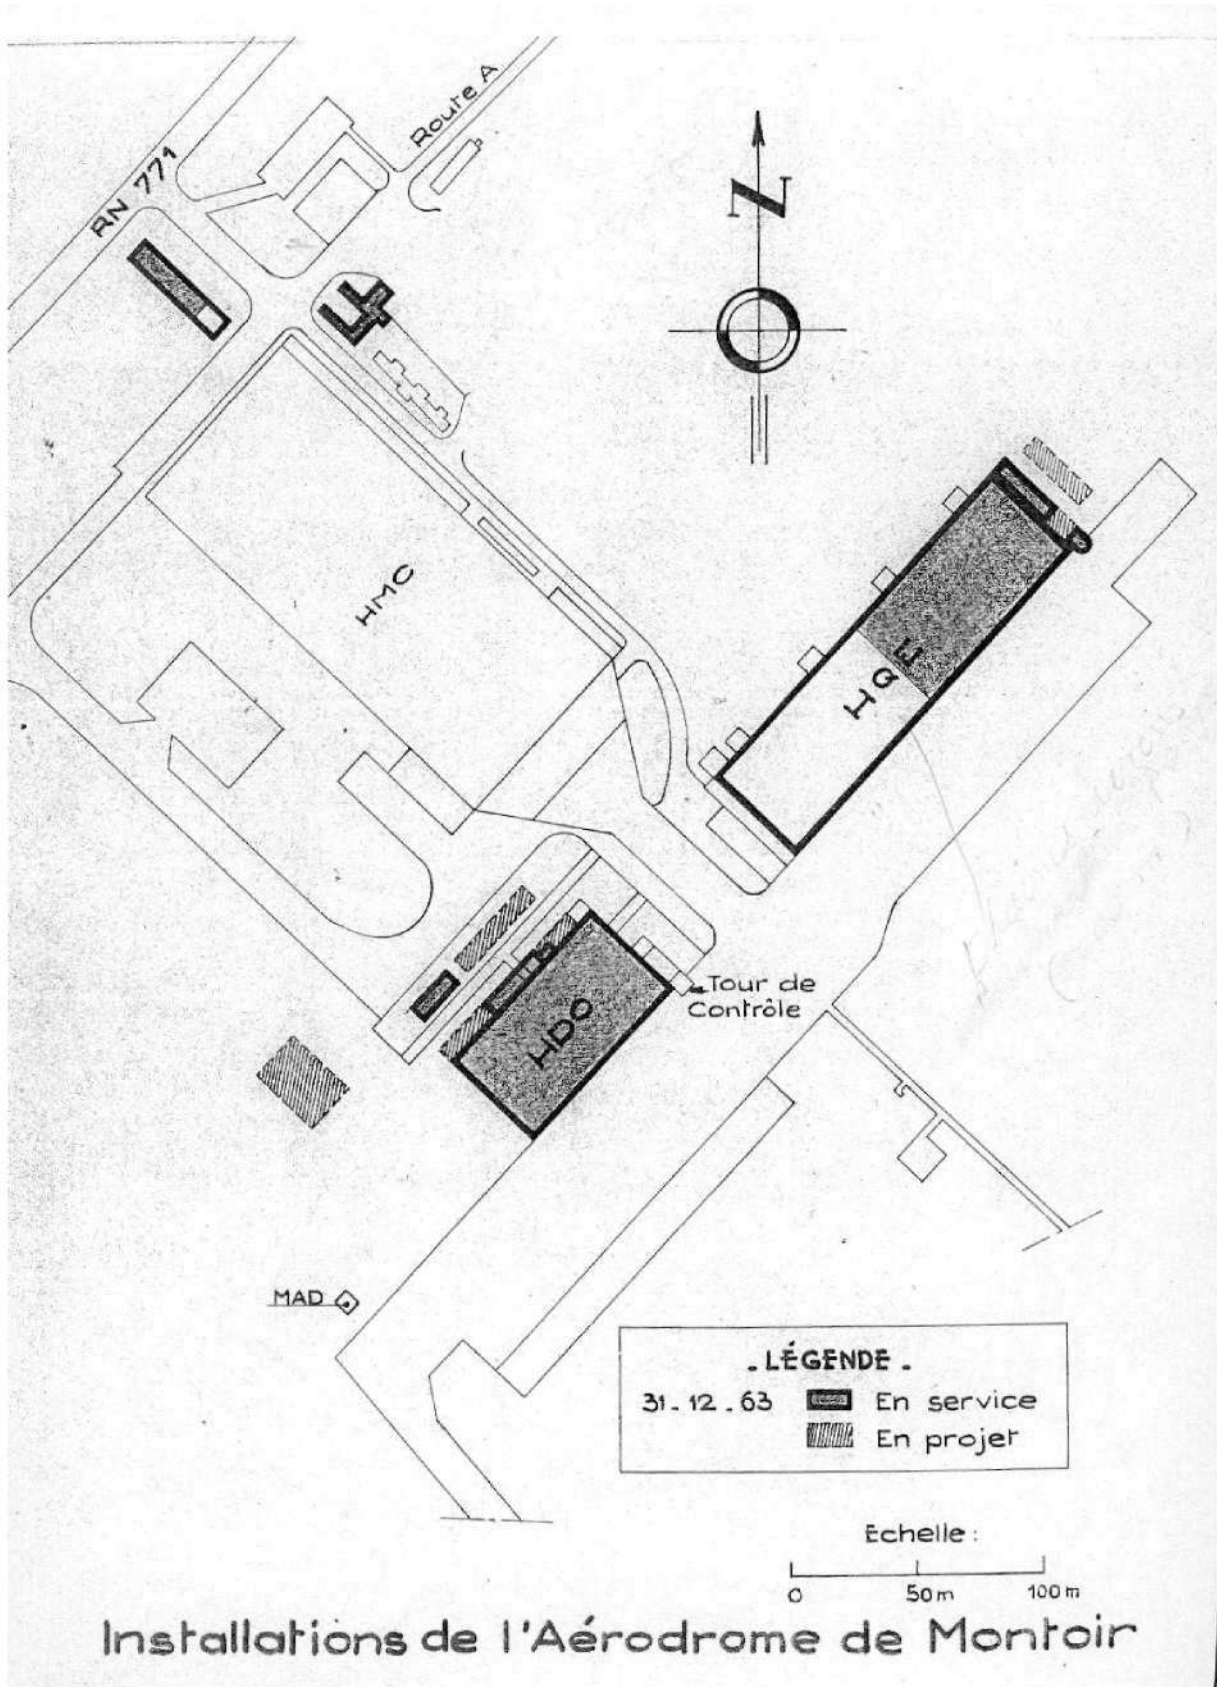 Route A
RN 771
N
HMC
HQE
Tour de
Contrôle
HDO
MAD
. LÉGENDE .
31 . 12 . 63
En service
En projet
Echelle :
0 50m 100m
Installations de l'Aérodrome de Montoir